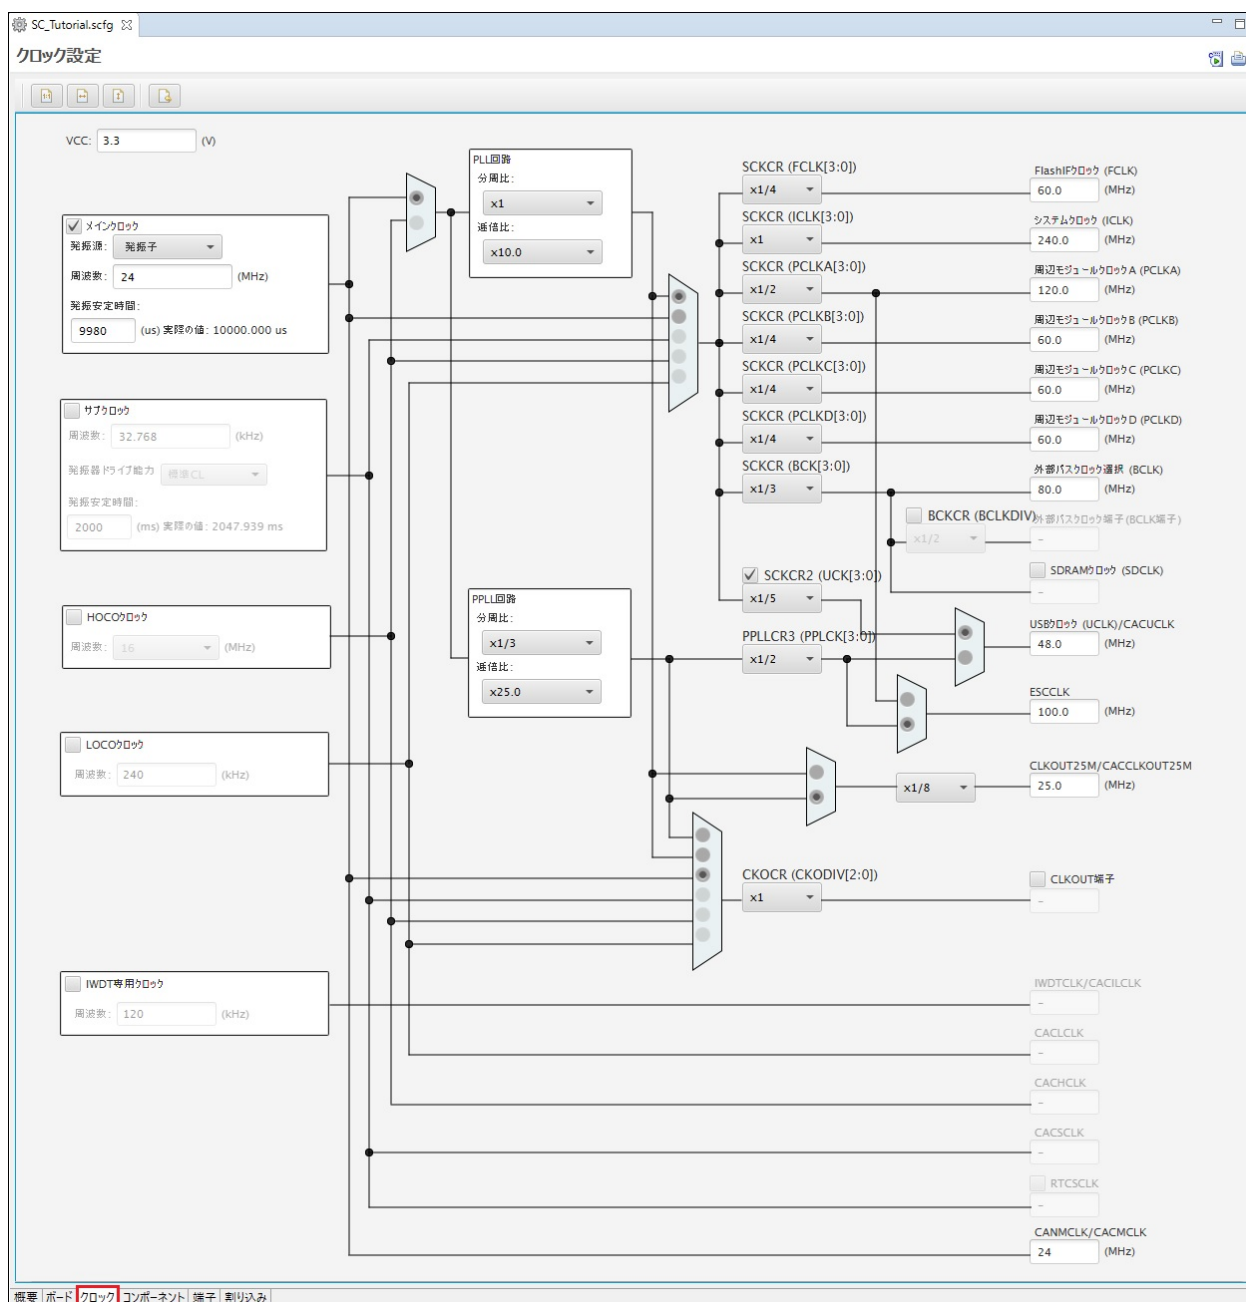 SC_Tutorial.scfg
クロック設定
VCC: 3.3 (V)
メインクロック
発振源: 発振子
周波数: 24 (MHz)
発振安定時間:
9980 (us) 実際の値: 10000.000 us
サブクロック
周波数: 32.768 (kHz)
発振器ドライブ能力 標準CL
発振安定時間:
2000 (ms) 実際の値: 2047.939 ms
HOCOクロック
周波数: 16 (MHz)
LOCOクロック
周波数: 240 (kHz)
IWDT専用クロック
周波数: 120 (kHz)
PLL回路
分周比:
x1
逓倍比:
x10.0
PPLL回路
分周比:
x1/3
逓倍比:
x25.0
SCKCR (FCLK[3:0])
x1/4
SCKCR (ICLK[3:0])
x1
SCKCR (PCLKA[3:0])
x1/2
SCKCR (PCLKB[3:0])
x1/4
SCKCR (PCLKC[3:0])
x1/4
SCKCR (PCLKD[3:0])
x1/4
SCKCR (BCK[3:0])
x1/3
BCKCR (BCLKDIV)
x1/2
SCKCR2 (UCK[3:0])
x1/5
PPLLCR3 (PPLCK[3:0])
x1/2
x1/8
CKOCR (CKODIV[2:0])
x1
FlashIFクロック (FCLK)
60.0 (MHz)
システムクロック (ICLK)
240.0 (MHz)
周辺モジュールクロックA (PCLKA)
120.0 (MHz)
周辺モジュールクロックB (PCLKB)
60.0 (MHz)
周辺モジュールクロックC (PCLKC)
60.0 (MHz)
周辺モジュールクロックD (PCLKD)
60.0 (MHz)
外部バスクロック選択 (BCLK)
80.0 (MHz)
外部バスクロック端子(BCLK端子)
-
SDRAMクロック (SDCLK)
-
USBクロック (UCLK)/CACUCLK
48.0 (MHz)
ESCCLK
100.0 (MHz)
CLKOUT25M/CACCLKOUT25M
25.0 (MHz)
CLKOUT端子
-
IWDTCLK/CACILCLK
-
CACLCLK
-
CACHCLK
-
CACSCLK
-
RTCSCLK
-
CANMCLK/CACMCLK
24 (MHz)
概要 ボード クロック コンポーネント 端子 割り込み